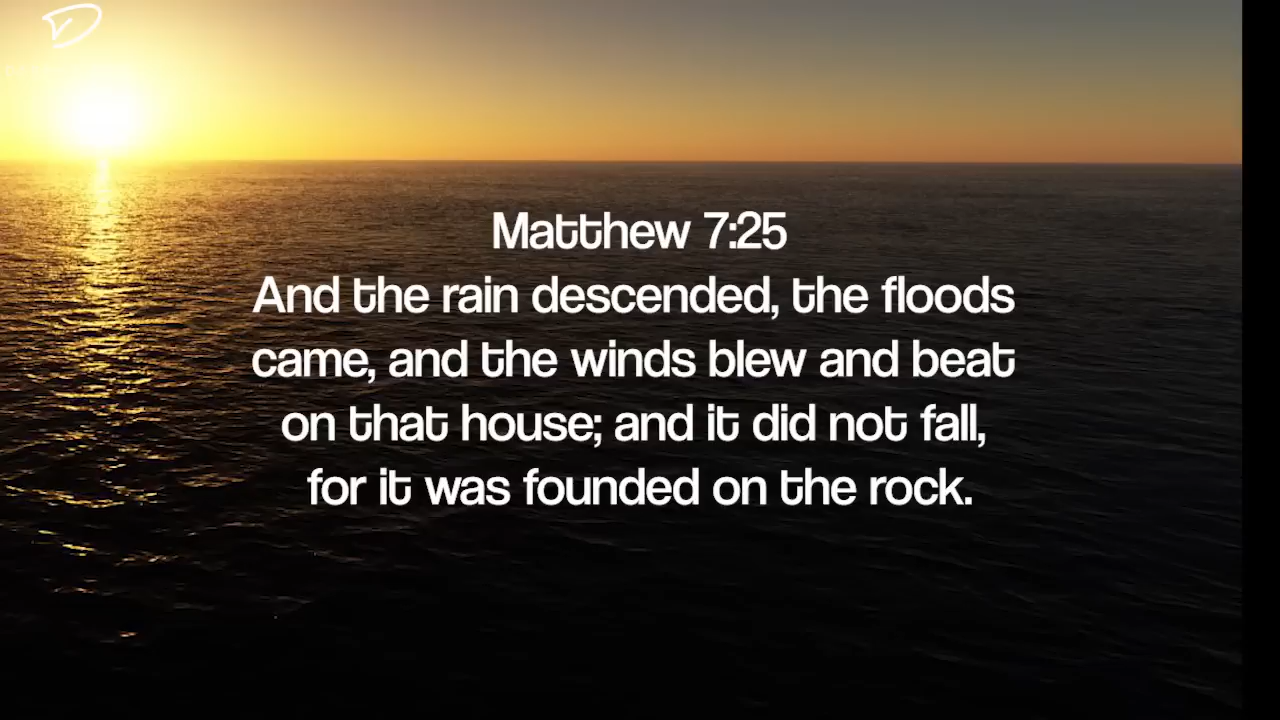 Matthew 7:25
And the rain descended, the floods
came, and the winds blew and beat
on that house; and it did not fall,
for it was founded on the rock.